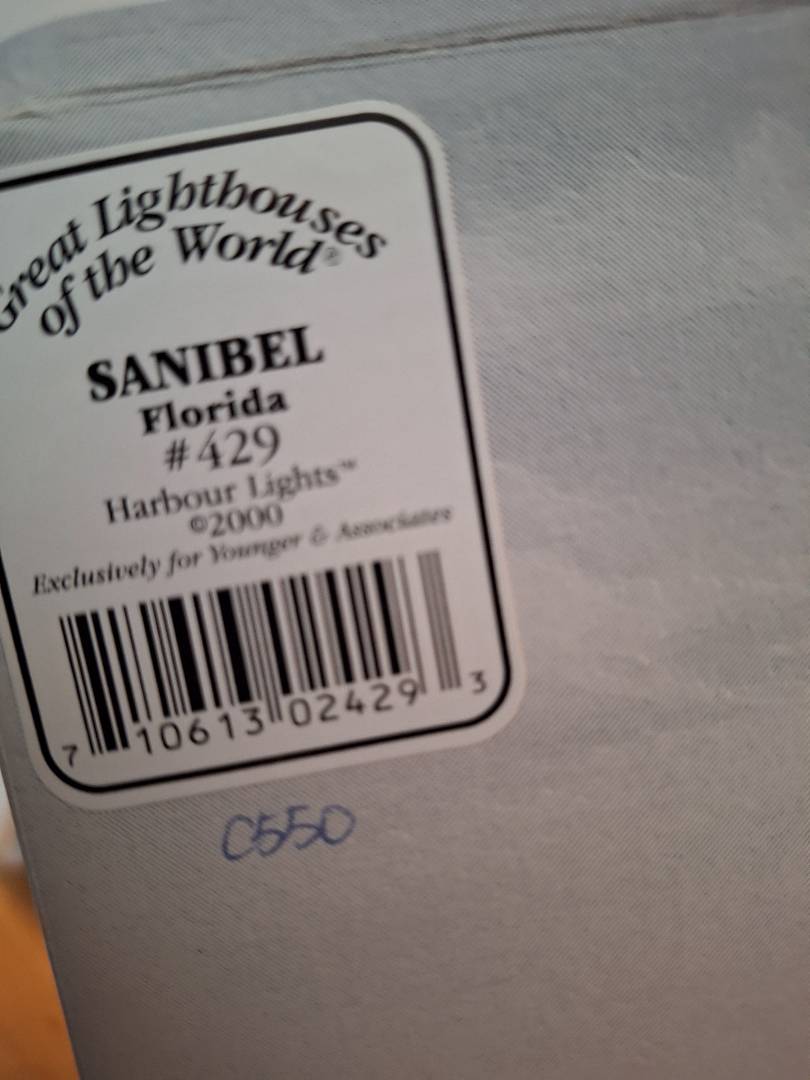 Great Lighthouses
of the World®
SANIBEL
Florida
#429
Harbour Lights™
©2000
Exclusively for Younger & Associates
7 10613 02429 3
C550